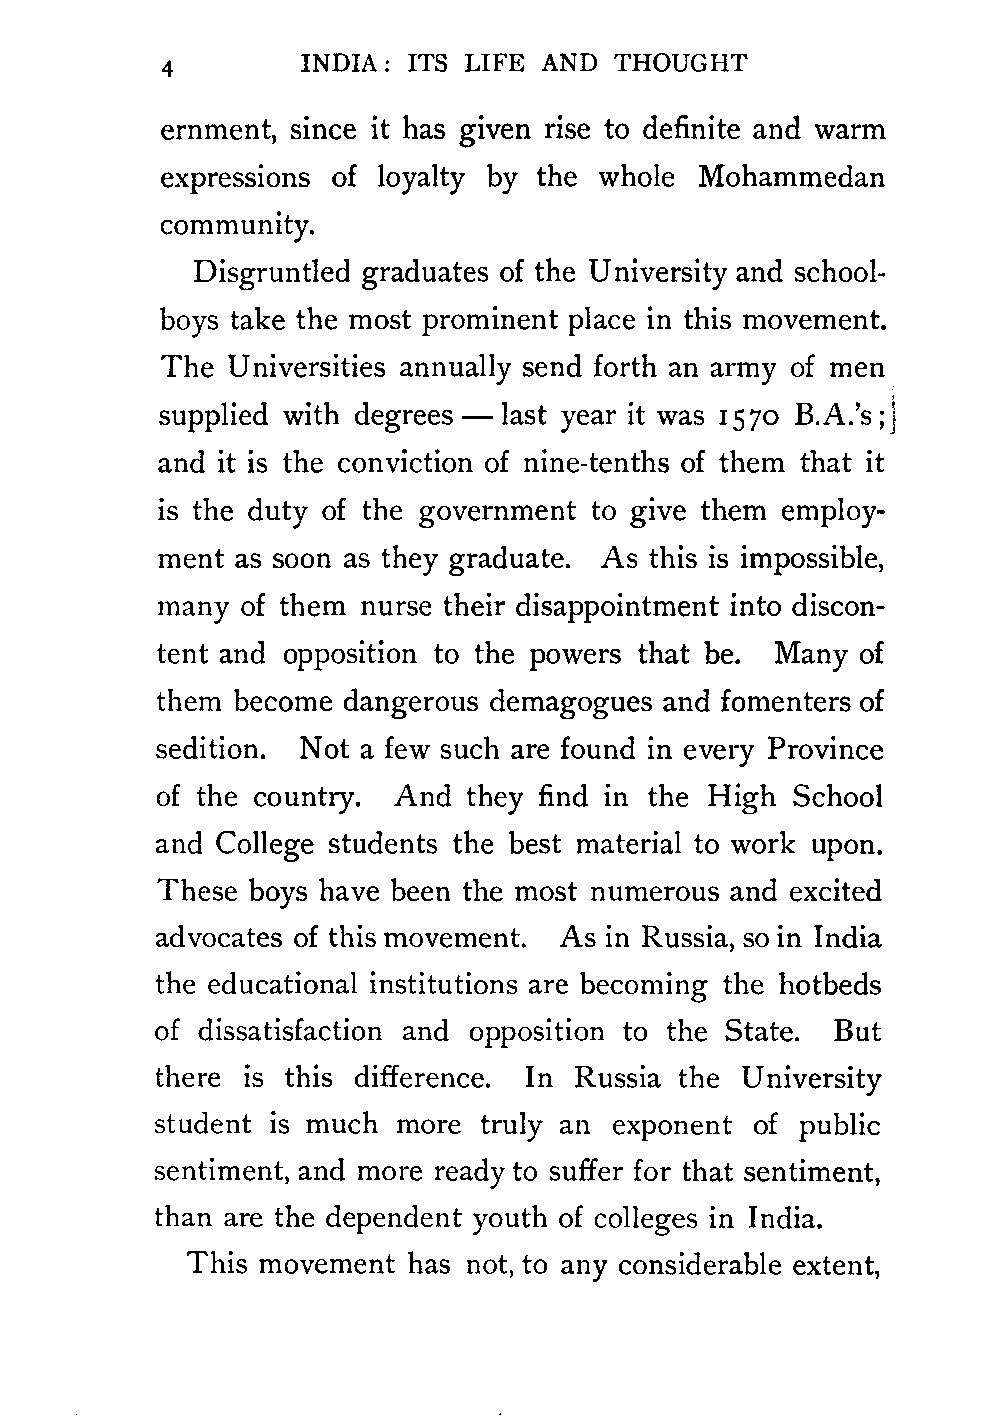 4 INDIA: ITS LIFE AND THOUGHT
ernment, since it has given rise to definite and warm
expressions of loyalty by the whole Mohammedan
community.
Disgruntled graduates of the University and school-
boys take the most prominent place in this movement.
The Universities annually send forth an army of men
supplied with degrees — last year it was 1570 B.A.'s;
and it is the conviction of nine-tenths of them that it
is the duty of the government to give them employ-
ment as soon as they graduate. As this is impossible,
many of them nurse their disappointment into discon-
tent and opposition to the powers that be. Many of
them become dangerous demagogues and fomenters of
sedition. Not a few such are found in every Province
of the country. And they find in the High School
and College students the best material to work upon.
These boys have been the most numerous and excited
advocates of this movement. As in Russia, so in India
the educational institutions are becoming the hotbeds
of dissatisfaction and opposition to the State. But
there is this difference. In Russia the University
student is much more truly an exponent of public
sentiment, and more ready to suffer for that sentiment,
than are the dependent youth of colleges in India.
This movement has not, to any considerable extent,